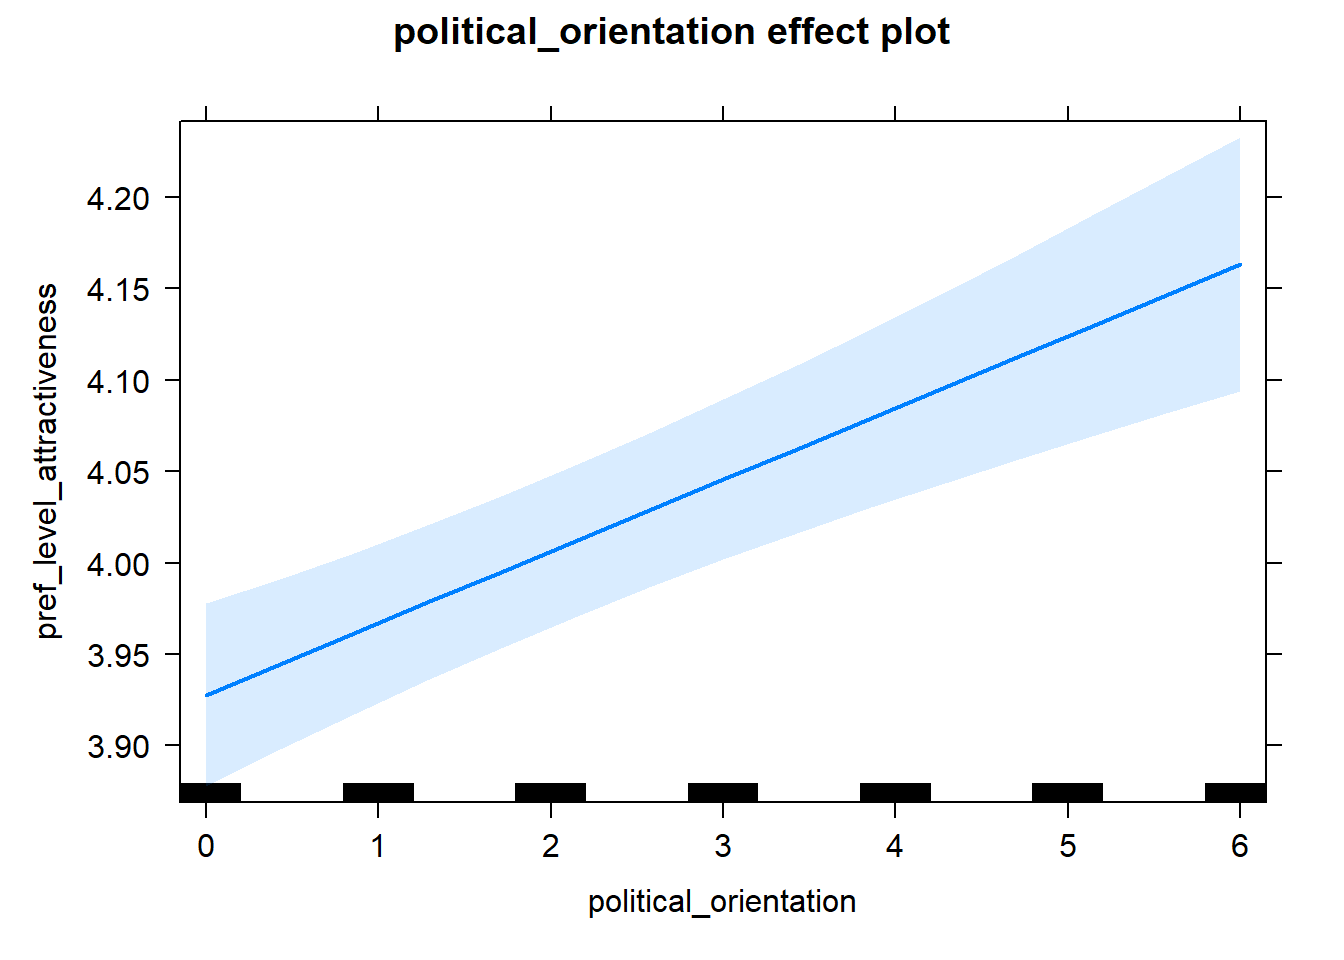 political_orientation effect plot
4.20
4.15
4.10
4.05
4.00
3.95
3.90
pref_level_attractiveness
0 1 2 3 4 5 6
political_orientation